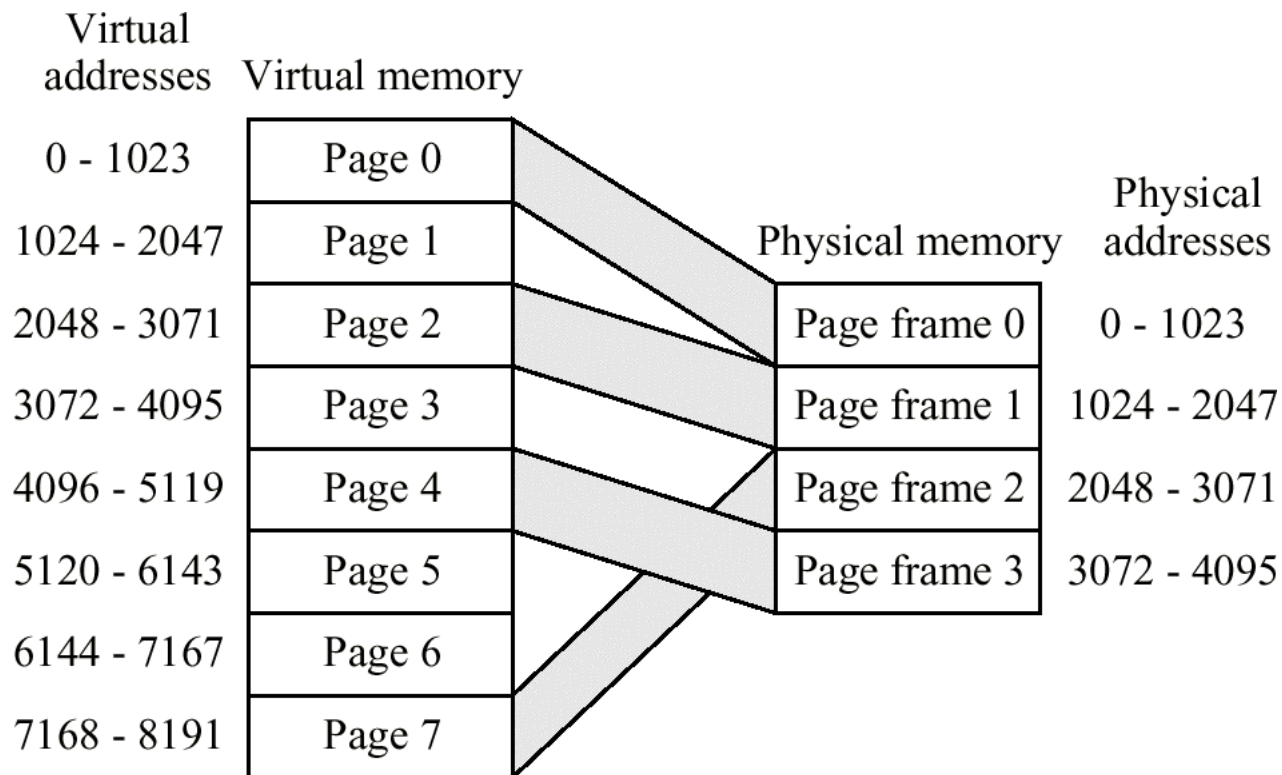 Virtual
addresses
Virtual memory
0 - 1023
Page 0
1024 - 2047
Page 1
2048 - 3071
Page 2
3072 - 4095
Page 3
4096 - 5119
Page 4
5120 - 6143
Page 5
6144 - 7167
Page 6
7168 - 8191
Page 7
Physical memory
Physical
addresses
Page frame 0
0 - 1023
Page frame 1
1024 - 2047
Page frame 2
2048 - 3071
Page frame 3
3072 - 4095